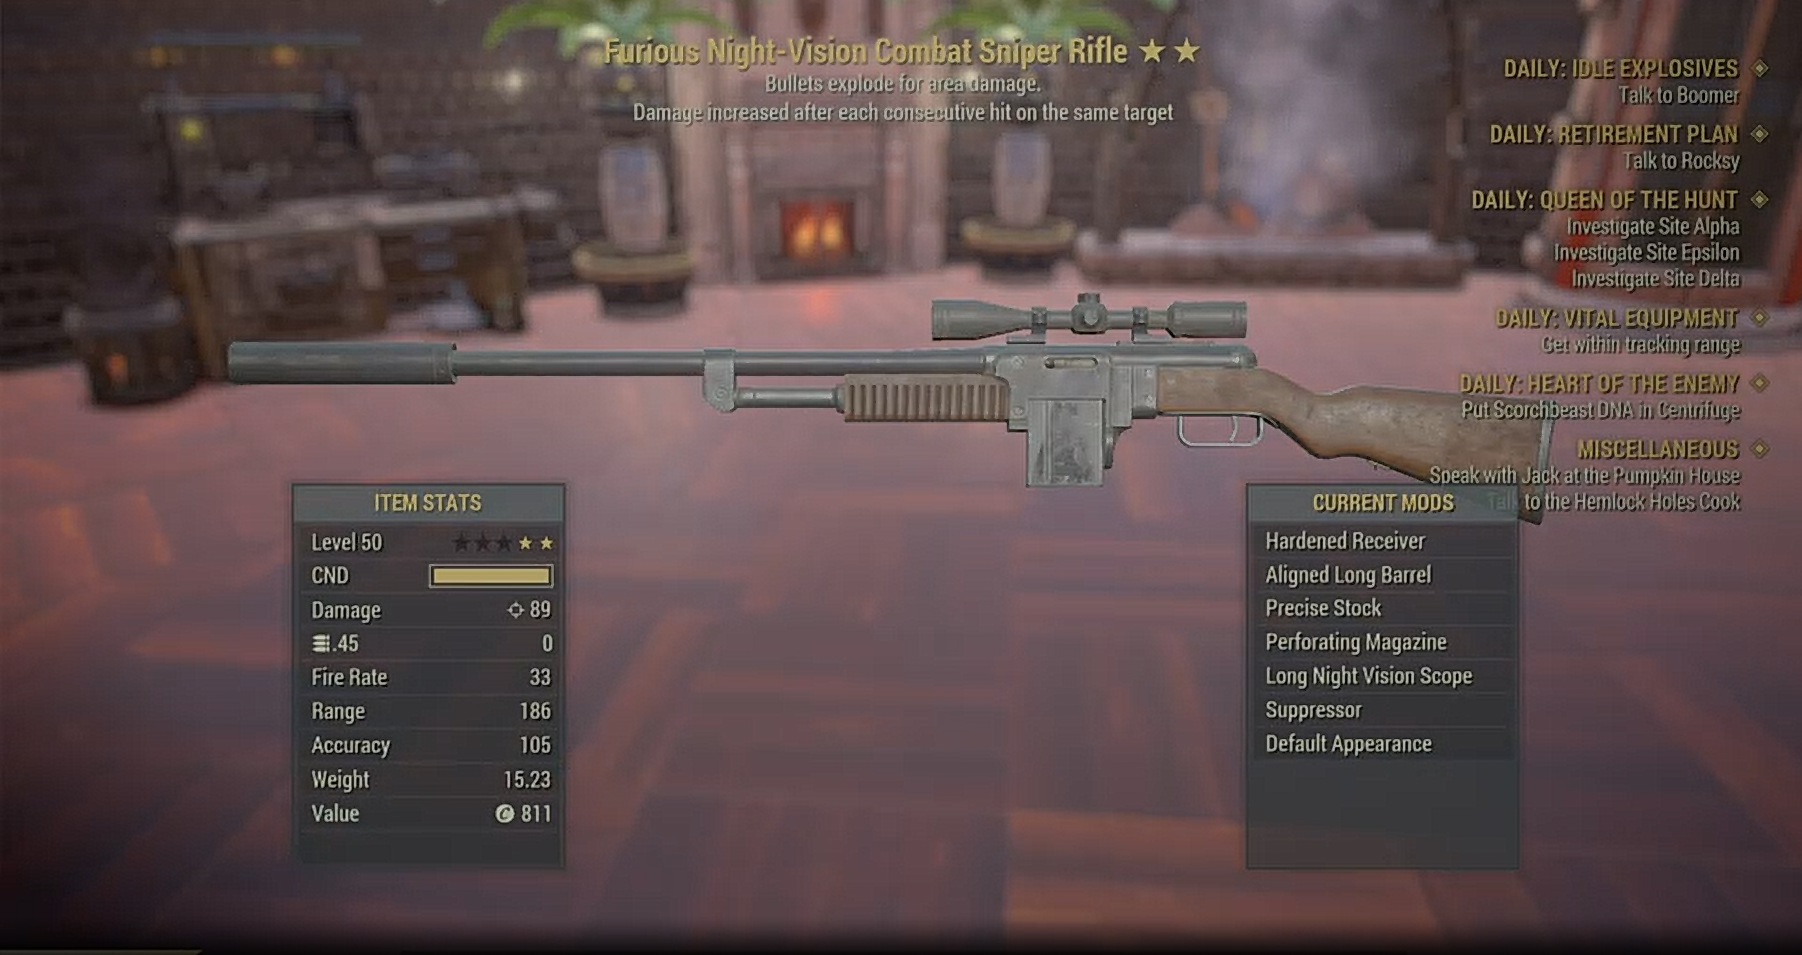 Furious Night-Vision Combat Sniper Rifle ★ ★
Bullets explode for area damage.
Damage increased after each consecutive hit on the same target
DAILY: IDLE EXPLOSIVES
Talk to Boomer
DAILY: RETIREMENT PLAN
Talk to Rocksy
DAILY: QUEEN OF THE HUNT
Investigate Site Alpha
Investigate Site Epsilon
Investigate Site Delta
DAILY: VITAL EQUIPMENT
Get within tracking range
DAILY: HEART OF THE ENEMY
Put Scorchbeast DNA in Centrifuge
MISCELLANEOUS
Speak with Jack at the Pumpkin House
Talk to the Hemlock Holes Cook
ITEM STATS
Level 50
CND
Damage 89
.45 0
Fire Rate 33
Range 186
Accuracy 105
Weight 15.23
Value 811
CURRENT MODS
Hardened Receiver
Aligned Long Barrel
Precise Stock
Perforating Magazine
Long Night Vision Scope
Suppressor
Default Appearance